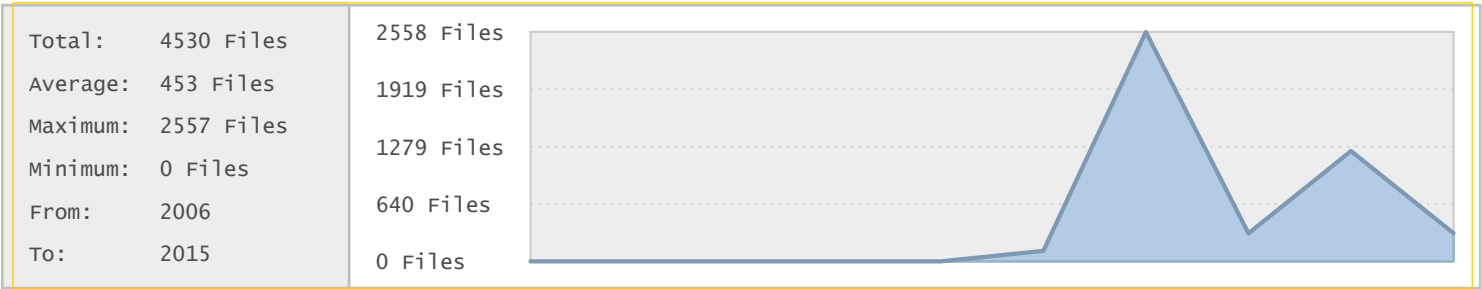 Total: 4530 Files
Average: 453 Files
Maximum: 2557 Files
Minimum: 0 Files
From: 2006
To: 2015
2558 Files
1919 Files
1279 Files
640 Files
0 Files